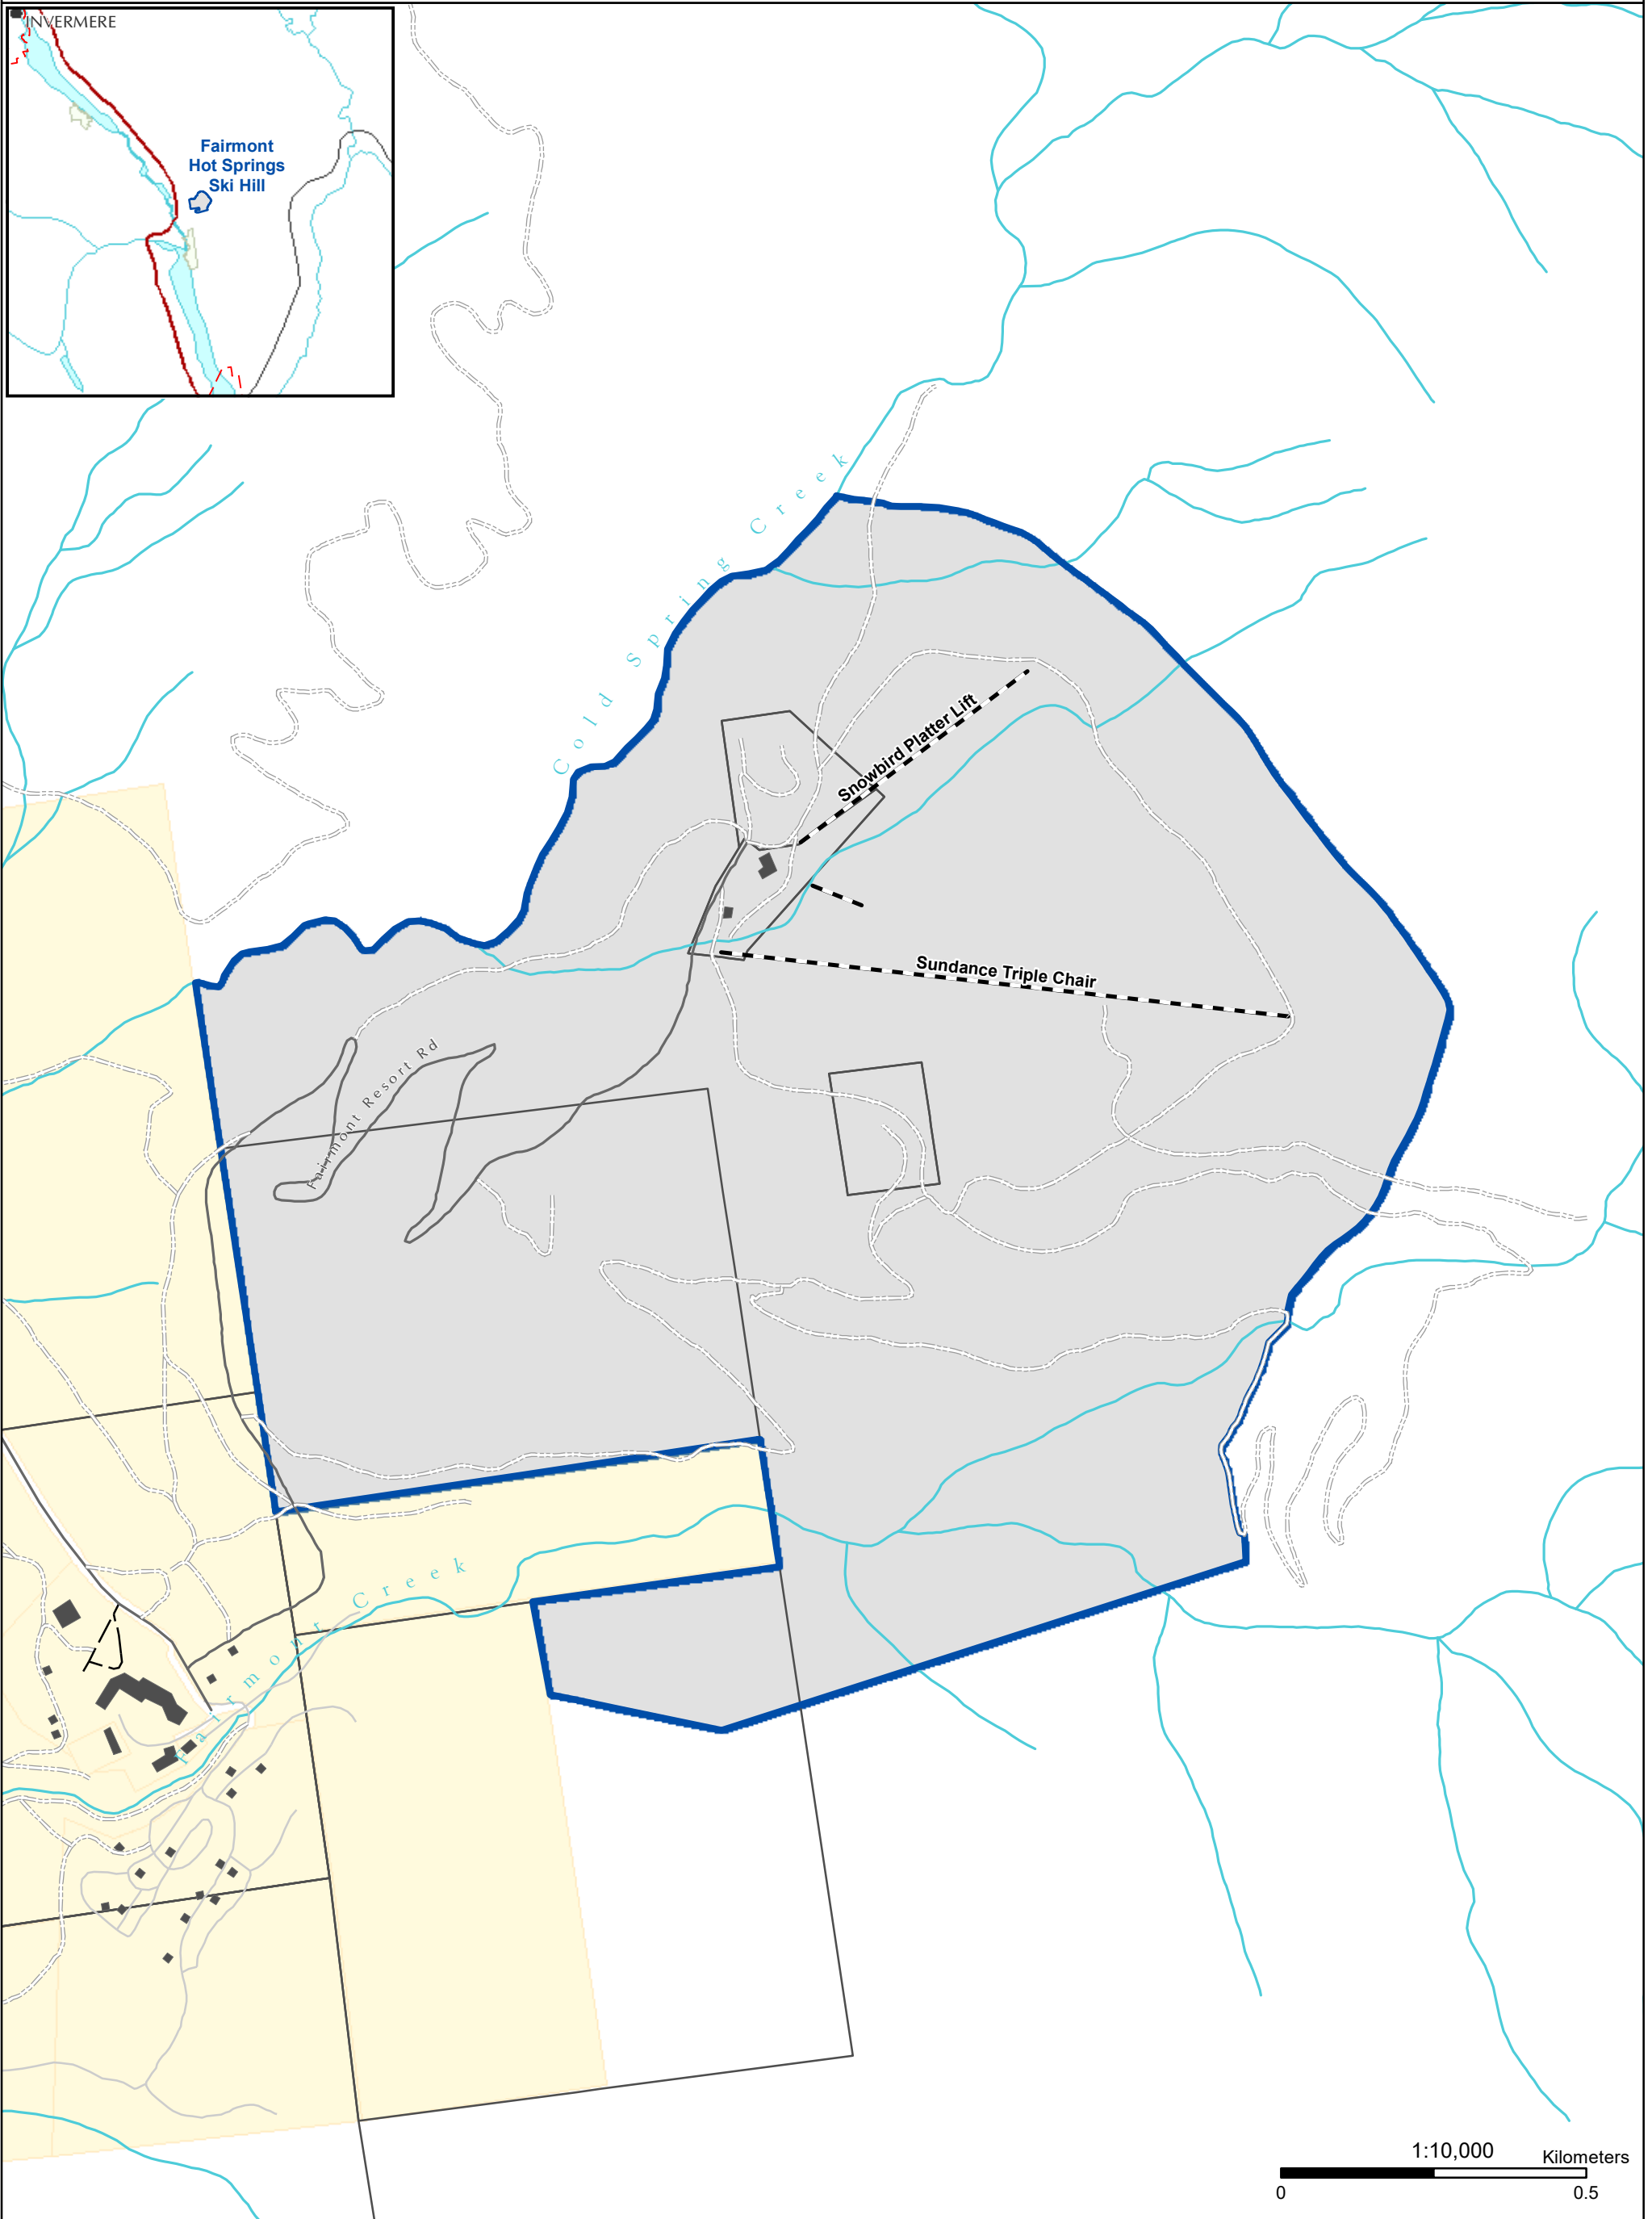 INVERMERE
Fairmont
Hot Springs
Ski Hill
Cold Spring Creek
Snowbird Platter Lift
Sundance Triple Chair
Fairmont Resort Rd
Fairmont Creek
1:10,000
Kilometers
0 0.5